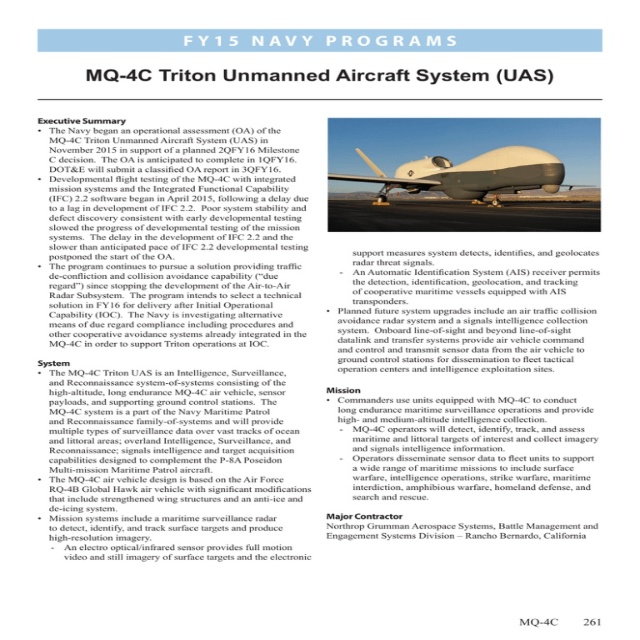 FY15 NAVY PROGRAMS
MQ-4C Triton Unmanned Aircraft System (UAS)
Executive Summary
• The Navy began an operational assessment (OA) of the
MQ-4C Triton Unmanned Aircraft System (UAS) in
November 2015 in support of a planned 2QFY16 Milestone
C decision. The OA is anticipated to complete in 1QFY16.
DOT&E will submit a classified OA report in 3QFY16.
• Developmental flight testing of the MQ-4C with integrated
mission systems and the Integrated Functional Capability
(IFC) 2.2 software began in April 2015, following a delay due
to a lag in development of IFC 2.2. Poor system stability and
defect discovery consistent with early developmental testing
slowed the progress of developmental testing of the mission
systems. The delay in the development of IFC 2.2 and the
slower than anticipated pace of IFC 2.2 developmental testing
postponed the start of the OA.
• The program continues to pursue a solution providing traffic
de-confliction and collision avoidance capability ("due
regard") since stopping the development of the Air-to-Air
Radar Subsystem. The program intends to select a technical
solution in FY16 for delivery after Initial Operational
Capability (IOC). The Navy is investigating alternative
means of due regard compliance including procedures and
other cooperative avoidance systems already integrated in the
MQ-4C in order to support Triton operations at IOC.
System
• The MQ-4C Triton UAS is an Intelligence, Surveillance,
and Reconnaissance system-of-systems consisting of the
high-altitude, long endurance MQ-4C air vehicle, sensor
payloads, and supporting ground control stations. The
MQ-4C system is a part of the Navy Maritime Patrol
and Reconnaissance family-of-systems and will provide
multiple types of surveillance data over vast tracks of ocean
and littoral areas; overland Intelligence, Surveillance, and
Reconnaissance; signals intelligence and target acquisition
capabilities designed to complement the P-8A Poseidon
Multi-mission Maritime Patrol aircraft.
• The MQ-4C air vehicle design is based on the Air Force
RQ-4B Global Hawk air vehicle with significant modifications
that include strengthened wing structures and an anti-ice and
de-icing system.
• Mission systems include a maritime surveillance radar
to detect, identify, and track surface targets and produce
high-resolution imagery.
- An electro optical/infrared sensor provides full motion
video and still imagery of surface targets and the electronic
support measures system detects, identifies, and geolocates
radar threat signals.
- An Automatic Identification System (AIS) receiver permits
the detection, identification, geolocation, and tracking
of cooperative maritime vessels equipped with AIS
transponders.
• Planned future system upgrades include an air traffic collision
avoidance radar system and a signals intelligence collection
system. Onboard line-of-sight and beyond line-of-sight
datalink and transfer systems provide air vehicle command
and control and transmit sensor data from the air vehicle to
ground control stations for dissemination to fleet tactical
operation centers and intelligence exploitation sites.
Mission
• Commanders use units equipped with MQ-4C to conduct
long endurance maritime surveillance operations and provide
high- and medium-altitude intelligence collection.
- MQ-4C operators will detect, identify, track, and assess
maritime and littoral targets of interest and collect imagery
and signals intelligence information.
- Operators disseminate sensor data to fleet units to support
a wide range of maritime missions to include surface
warfare, intelligence operations, strike warfare, maritime
interdiction, amphibious warfare, homeland defense, and
search and rescue.
Major Contractor
Northrop Grumman Aerospace Systems, Battle Management and
Engagement Systems Division – Rancho Bernardo, California
MQ-4C 261